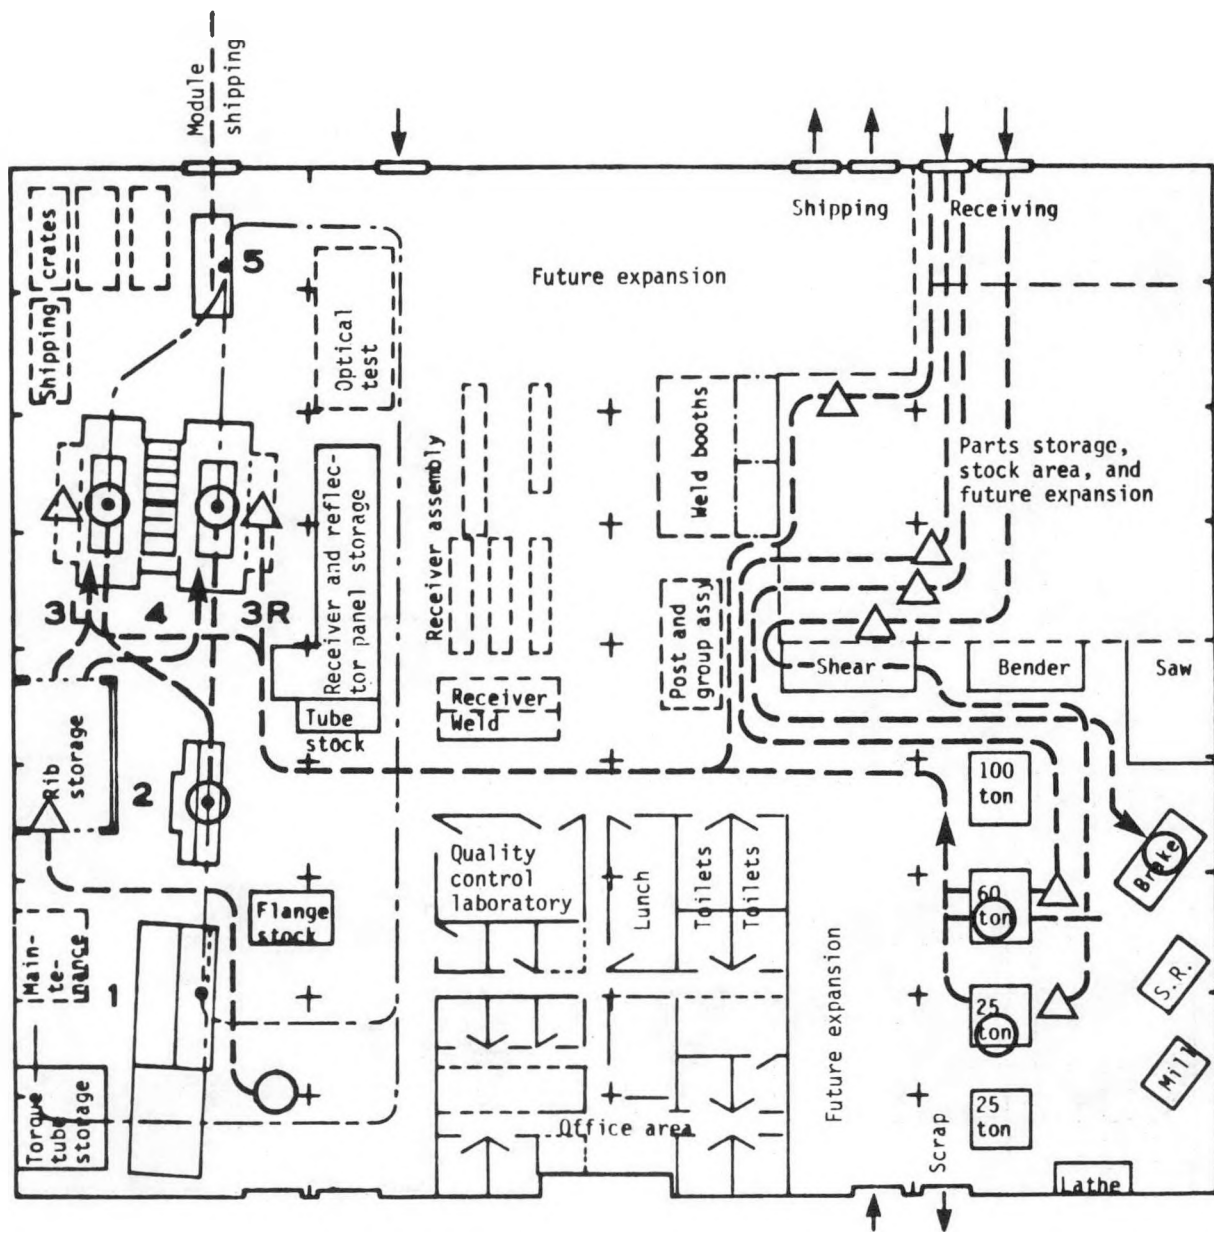 Module
shipping
Shipping
Receiving
Shipping
crates
5
Future expansion
Optical
test
Weld booths
Parts storage,
stock area, and
future expansion
Receiver assembly
Receiver and reflec-
tor panel storage
3L
4
3R
Post and
group assy
Shear
Bender
Saw
Receiver
Weld
Tube
stock
Rib
storage
2
100
ton
Brake
60
ton
Quality
control
laboratory
Lunch
Toilets
Toilets
Flange
stock
Main-
te-
nance
1
S.R.
25
ton
Future expansion
Mill
Torque
tube
storage
Office area
25
ton
Scrap
Lathe